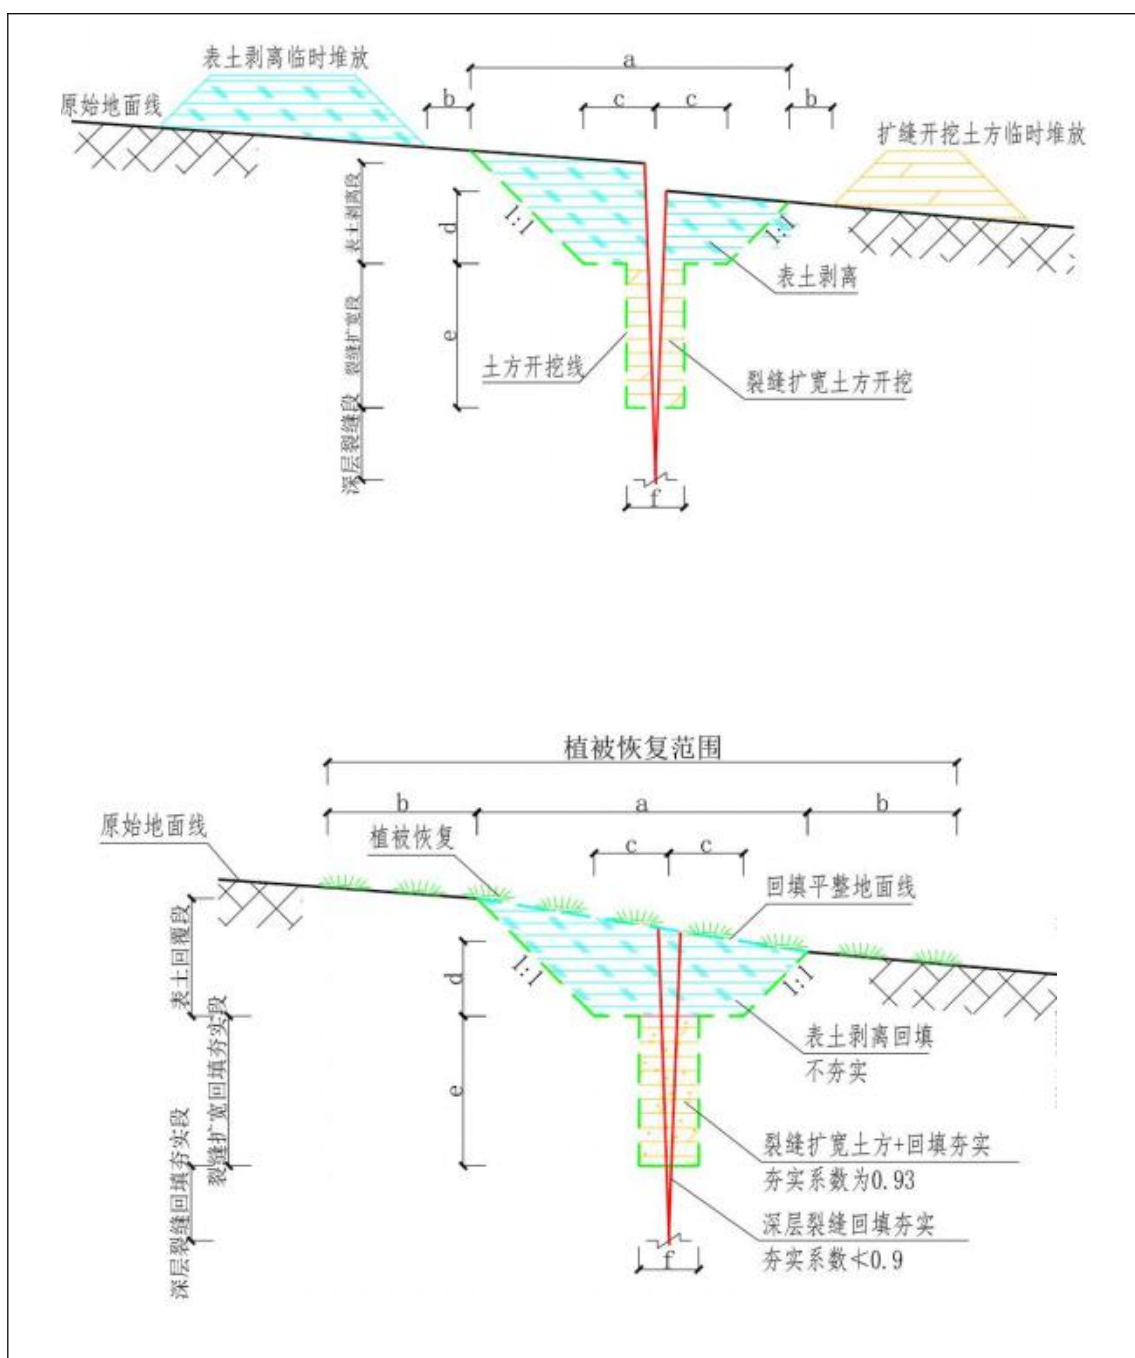 表土剥离临时堆放
a
原始地面线
b
c
c
b
扩缝开挖土方临时堆放
表土剥离段
d
1:1
1:1
表土剥离
裂缝扩宽段
e
土方开挖线
裂缝扩宽土方开挖
深层裂缝段
f
植被恢复范围
b
a
b
原始地面线
植被恢复
c
c
回填平整地面线
表土回覆段
d
1:1
1:1
表土剥离回填
不夯实
裂缝扩宽回填夯实段
e
裂缝扩宽土方+回填夯实
夯实系数为0.93
深层裂缝回填夯实段
深层裂缝回填夯实
夯实系数≮0.9
f